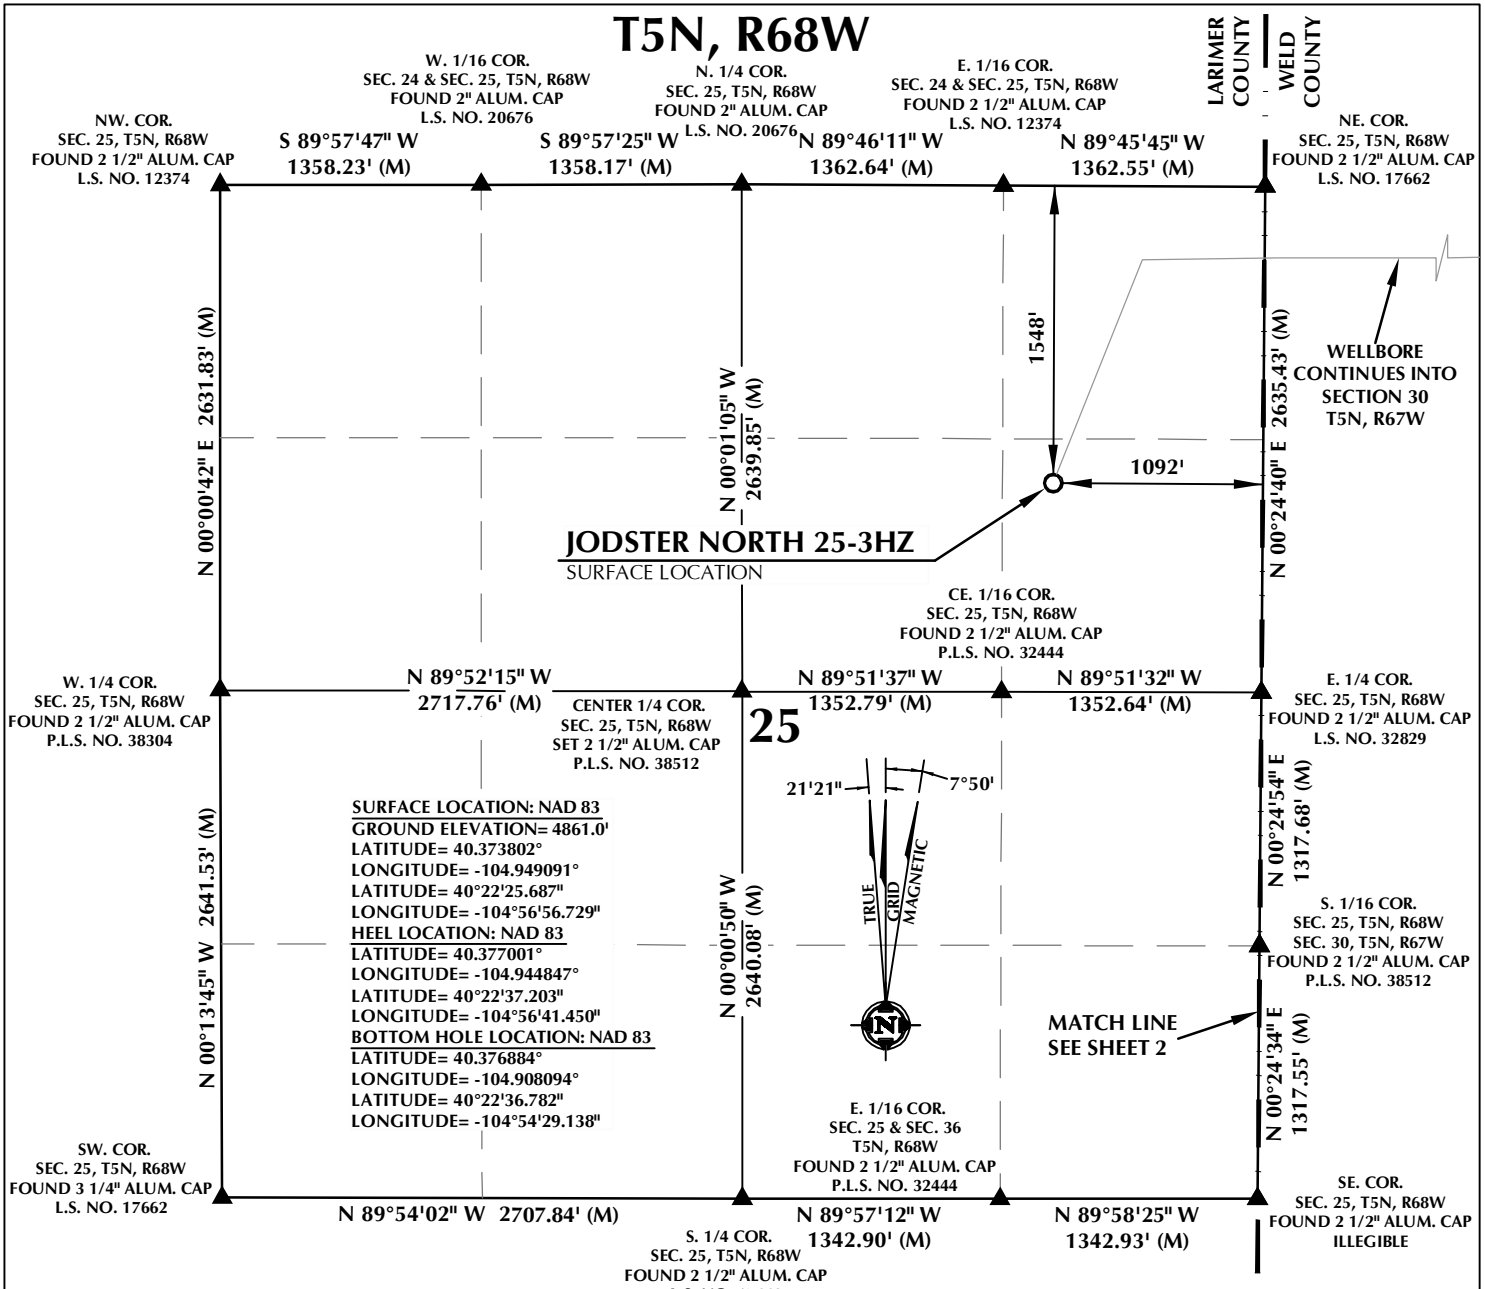 T5N, R68W
LARIMER
COUNTY
WELD
COUNTY
W. 1/16 COR.
SEC. 24 & SEC. 25, T5N, R68W
FOUND 2" ALUM. CAP
L.S. NO. 20676
N. 1/4 COR.
SEC. 25, T5N, R68W
FOUND 2" ALUM. CAP
L.S. NO. 20676
E. 1/16 COR.
SEC. 24 & SEC. 25, T5N, R68W
FOUND 2 1/2" ALUM. CAP
L.S. NO. 12374
NW. COR.
SEC. 25, T5N, R68W
FOUND 2 1/2" ALUM. CAP
L.S. NO. 12374
NE. COR.
SEC. 25, T5N, R68W
FOUND 2 1/2" ALUM. CAP
L.S. NO. 17662
S 89°57'47" W
1358.23' (M)
S 89°57'25" W
1358.17' (M)
N 89°46'11" W
1362.64' (M)
N 89°45'45" W
1362.55' (M)
N 00°00'42" E 2631.83' (M)
N 00°01'05" W
2639.85' (M)
1548'
1092'
N 00°24'40" E 2635.43' (M)
WELLBORE
CONTINUES INTO
SECTION 30
T5N, R67W
JODSTER NORTH 25-3HZ
SURFACE LOCATION
CE. 1/16 COR.
SEC. 25, T5N, R68W
FOUND 2 1/2" ALUM. CAP
P.L.S. NO. 32444
W. 1/4 COR.
SEC. 25, T5N, R68W
FOUND 2 1/2" ALUM. CAP
P.L.S. NO. 38304
N 89°52'15" W
2717.76' (M)
CENTER 1/4 COR.
SEC. 25, T5N, R68W
SET 2 1/2" ALUM. CAP
P.L.S. NO. 38512
N 89°51'37" W
1352.79' (M)
N 89°51'32" W
1352.64' (M)
E. 1/4 COR.
SEC. 25, T5N, R68W
FOUND 2 1/2" ALUM. CAP
L.S. NO. 32829
25
21'21"
7°50'
TRUE
GRID
MAGNETIC
N
SURFACE LOCATION: NAD 83
GROUND ELEVATION= 4861.0'
LATITUDE= 40.373802°
LONGITUDE= -104.949091°
LATITUDE= 40°22'25.687"
LONGITUDE= -104°56'56.729"
HEEL LOCATION: NAD 83
LATITUDE= 40.377001°
LONGITUDE= -104.944847°
LATITUDE= 40°22'37.203"
LONGITUDE= -104°56'41.450"
BOTTOM HOLE LOCATION: NAD 83
LATITUDE= 40.376884°
LONGITUDE= -104.908094°
LATITUDE= 40°22'36.782"
LONGITUDE= -104°54'29.138"
N 00°13'45" W 2641.53' (M)
N 00°00'50" W
2640.08' (M)
N 00°24'54" E
1317.68' (M)
S. 1/16 COR.
SEC. 25, T5N, R68W
SEC. 30, T5N, R67W
FOUND 2 1/2" ALUM. CAP
P.L.S. NO. 38512
MATCH LINE
SEE SHEET 2
N 00°24'34" E
1317.55' (M)
E. 1/16 COR.
SEC. 25 & SEC. 36
T5N, R68W
FOUND 2 1/2" ALUM. CAP
P.L.S. NO. 32444
SW. COR.
SEC. 25, T5N, R68W
FOUND 3 1/4" ALUM. CAP
L.S. NO. 17662
N 89°54'02" W 2707.84' (M)
N 89°57'12" W
1342.90' (M)
N 89°58'25" W
1342.93' (M)
SE. COR.
SEC. 25, T5N, R68W
FOUND 2 1/2" ALUM. CAP
ILLEGIBLE
S. 1/4 COR.
SEC. 25, T5N, R68W
FOUND 2 1/2" ALUM. CAP